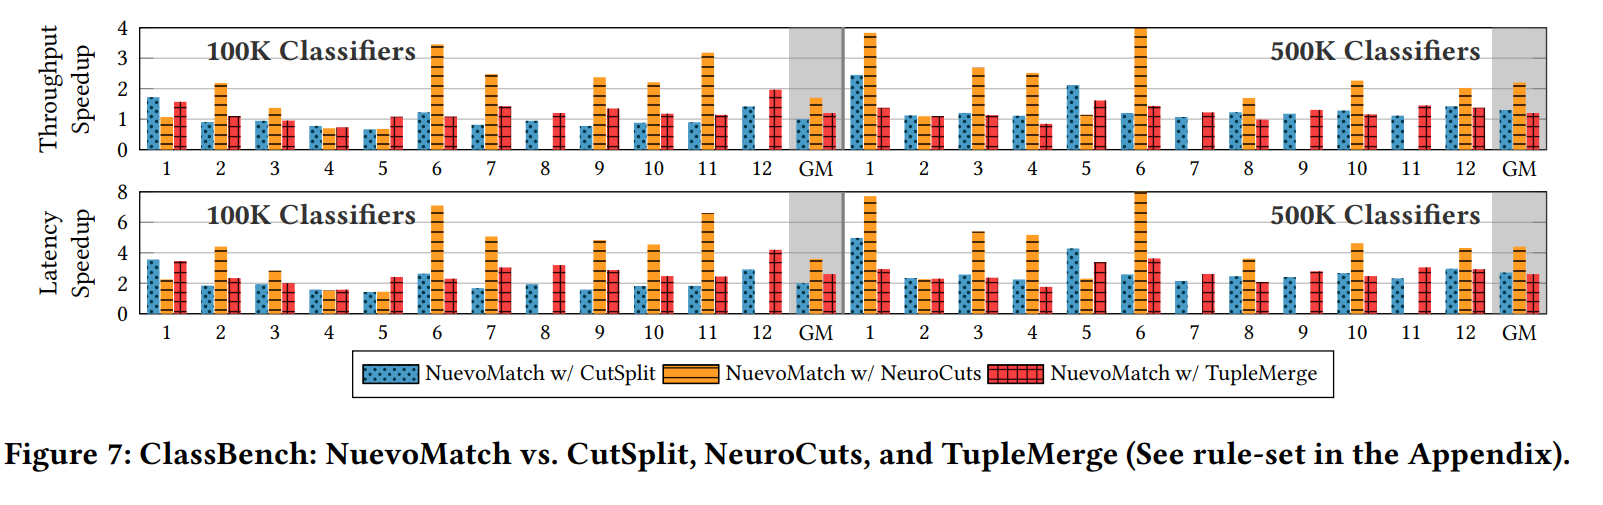 Throughput
Speedup
4
3
2
1
0
100K Classifiers
500K Classifiers
1 2 3 4 5 6 7 8 9 10 11 12 GM 1 2 3 4 5 6 7 8 9 10 11 12 GM
Latency
Speedup
8
6
4
2
0
100K Classifiers
500K Classifiers
1 2 3 4 5 6 7 8 9 10 11 12 GM 1 2 3 4 5 6 7 8 9 10 11 12 GM
NuevoMatch w/ CutSplit NuevoMatch w/ NeuroCuts NuevoMatch w/ TupleMerge
Figure 7: ClassBench: NuevoMatch vs. CutSplit, NeuroCuts, and TupleMerge (See rule-set in the Appendix).